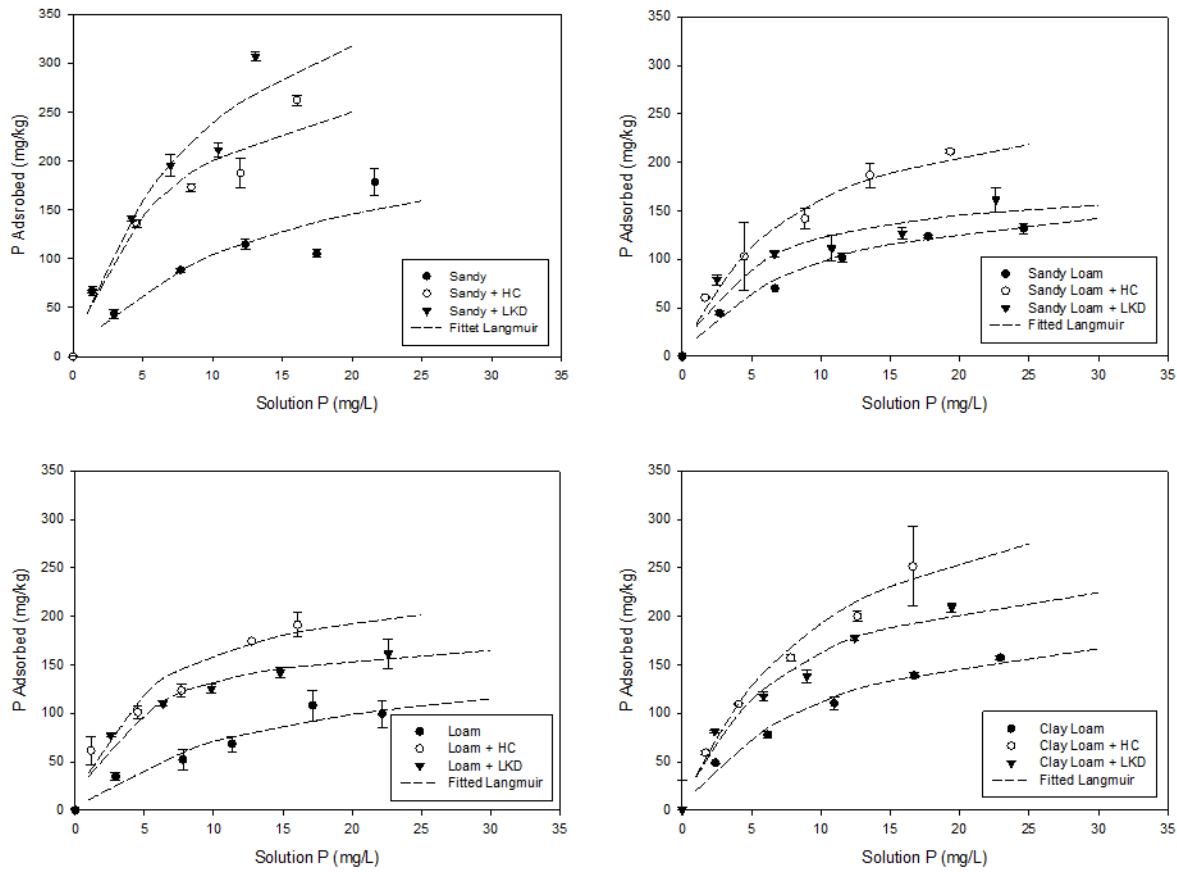 350
300
250
200
150
100
50
0
P Adsrobed (mg/kg)
Sandy
Sandy + HC
Sandy + LKD
Fittet Langmuir
0 5 10 15 20 25 30 35
Solution P (mg/L)
350
300
250
200
150
100
50
0
P Adsorbed (mg/kg)
Sandy Loam
Sandy Loam + HC
Sandy Loam + LKD
Fitted Langmuir
0 5 10 15 20 25 30 35
Solution P (mg/L)
350
300
250
200
150
100
50
0
P Adsorbed (mg/kg)
Loam
Loam + HC
Loam + LKD
Fitted Langmuir
0 5 10 15 20 25 30 35
Solution P (mg/L)
350
300
250
200
150
100
50
0
P Adsorbed (mg/kg)
Clay Loam
Clay Loam + HC
Clay Loam + LKD
Fitted Langmuir
0 5 10 15 20 25 30 35
Solution P (mg/L)